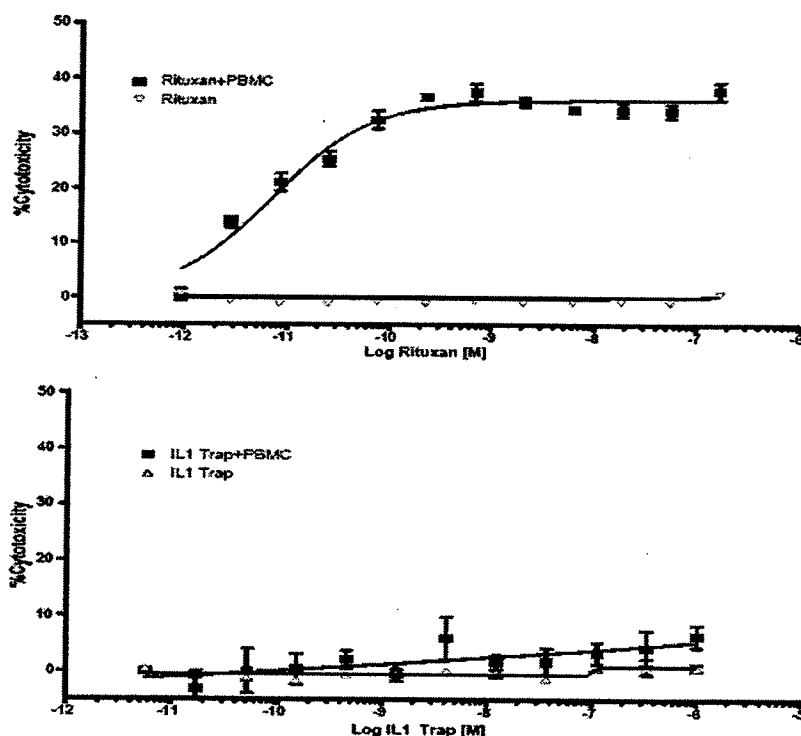 50
40
30
20
10
0
%Cytotoxicity
Rituxan+PBMC
Rituxan
-13 -12 -11 -10 -9 -8 -7 -6
Log Rituxan [M]
50
40
30
20
10
0
%Cytotoxicity
IL1 Trap+PBMC
IL1 Trap
-12 -11 -10 -9 -8 -7 -6 -5
Log IL1 Trap [M]